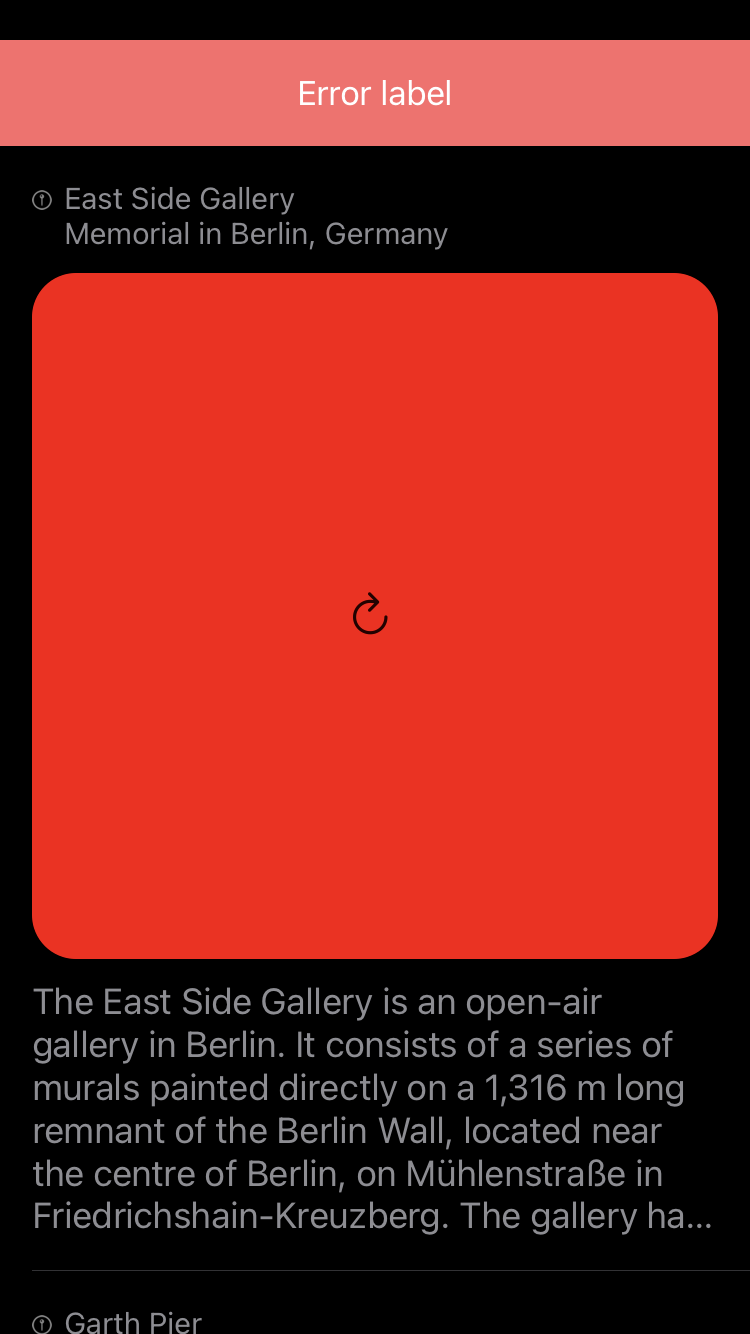 Error label
East Side Gallery
Memorial in Berlin, Germany
The East Side Gallery is an open-air
gallery in Berlin. It consists of a series of
murals painted directly on a 1,316 m long
remnant of the Berlin Wall, located near
the centre of Berlin, on Mühlenstraße in
Friedrichshain-Kreuzberg. The gallery ha...
Garth Pier